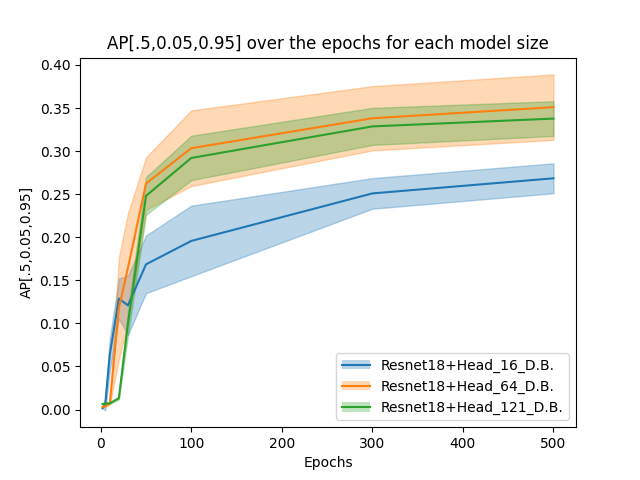 AP[.5,0.05,0.95] over the epochs for each model size
AP[.5,0.05,0.95]
0.40
0.35
0.30
0.25
0.20
0.15
0.10
0.05
0.00
Resnet18+Head_16_D.B.
Resnet18+Head_64_D.B.
Resnet18+Head_121_D.B.
0 100 200 300 400 500
Epochs